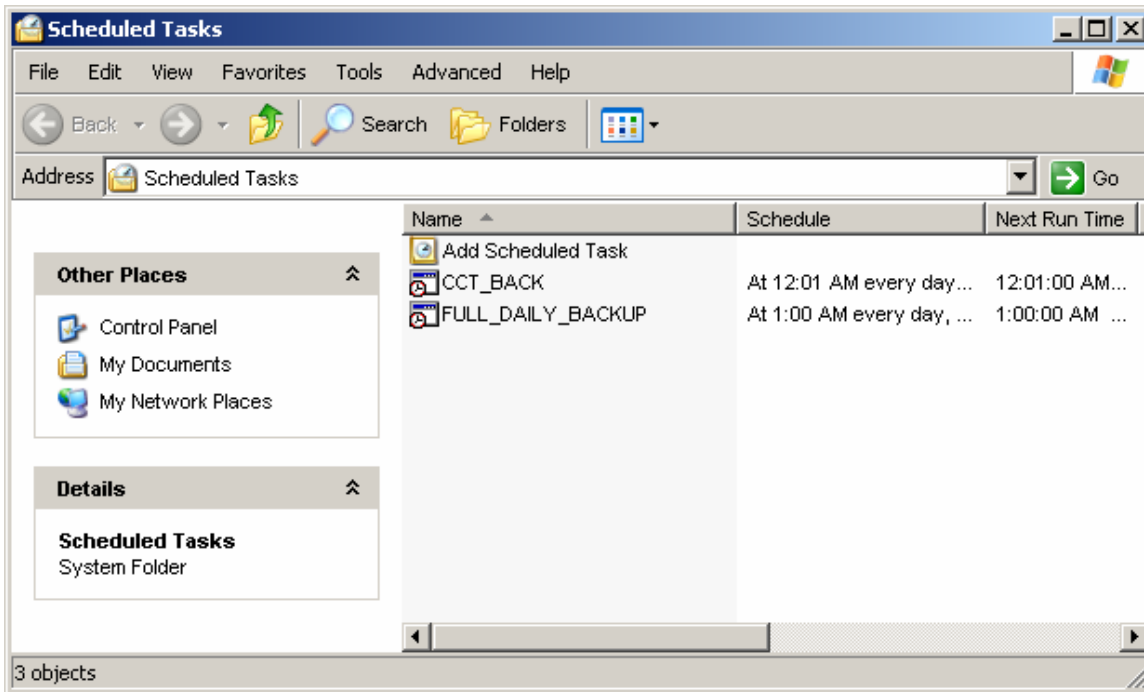 Scheduled Tasks
File Edit View Favorites Tools Advanced Help
Back Search Folders
Address Scheduled Tasks Go
Other Places
Control Panel
My Documents
My Network Places
Details
Scheduled Tasks
System Folder
Name Schedule Next Run Time
Add Scheduled Task
CCT_BACK At 12:01 AM every day... 12:01:00 AM...
FULL_DAILY_BACKUP At 1:00 AM every day, ... 1:00:00 AM ...
3 objects